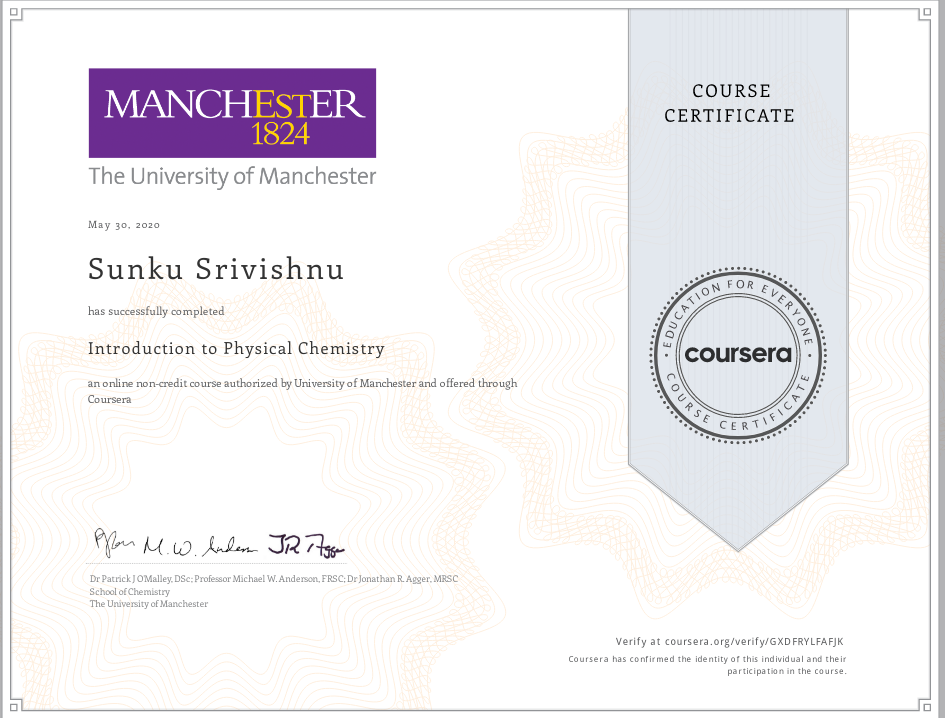 MANCHESTER
1824
The University of Manchester
May 30, 2020
Sunku Srivishnu
has successfully completed
Introduction to Physical Chemistry
an online non-credit course authorized by University of Manchester and offered through
Coursera
M. W. Anderson JR Agger
Dr Patrick J O'Malley, DSc; Professor Michael W. Anderson, FRSC; Dr Jonathan R. Agger, MRSC
School of Chemistry
The University of Manchester
COURSE
CERTIFICATE
EDUCATION FOR EVERYONE
coursera
COURSE CERTIFICATE
Verify at coursera.org/verify/GXDFRYLFAFJK
Coursera has confirmed the identity of this individual and their
participation in the course.